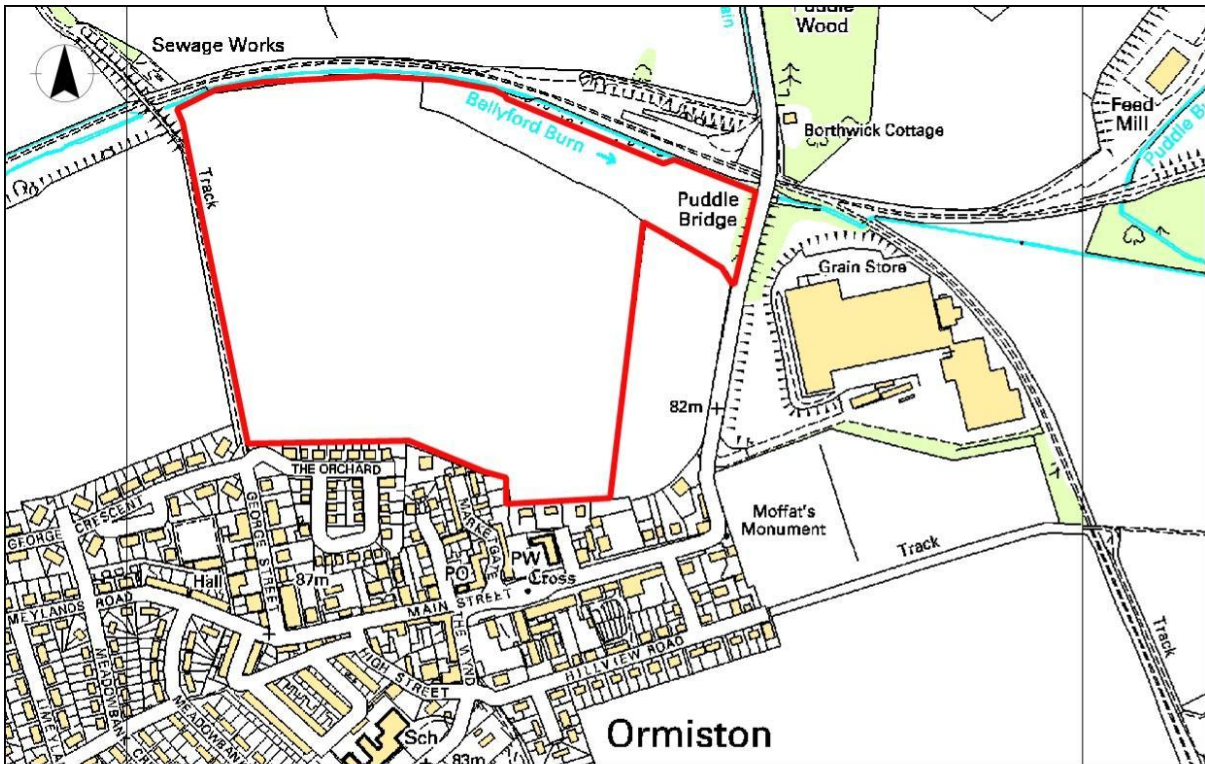 Puddle
Wood
Sewage Works
Feed
Mill
Borthwick Cottage
Bellyford Burn
Track
Puddle
Bridge
Grain Store
82m
THE ORCHARD
GEORGE STREET
CRESCENT
GEORGE
MARKET GATE
Moffat's
Monument
Track
PW
Cross
PO
Hall
87m
MAIN STREET
MEYLANDS ROAD
THE WYND
HILLVIEW ROAD
HIGH STREET
Track
MEADOWBANK
MEADOWBANK
Sch
83m
Ormiston